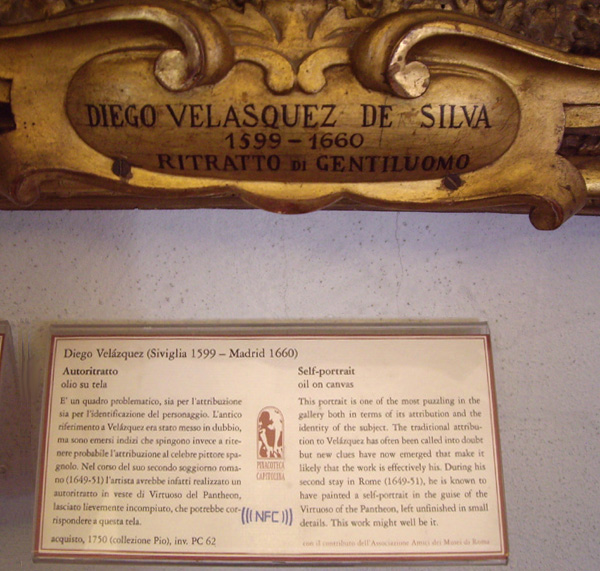 DIEGO VELASQUEZ DE SILVA
1599 – 1660
RITRATTO DI GENTILUOMO
Diego Velázquez (Siviglia 1599 – Madrid 1660)
Autoritratto
olio su tela
E' un quadro problematico, sia per l'attribuzione
sia per l'identificazione del personaggio. L'antico
riferimento a Velázquez era stato messo in dubbio,
ma sono emersi indizi che spingono invece a rite-
nere probabile l'attribuzione al celebre pittore spa-
gnolo. Nel corso del suo secondo soggiorno roma-
no (1649-51) l'artista avrebbe infatti realizzato un
autoritratto in veste di Virtuoso del Pantheon,
lasciato lievemente incompiuto, che potrebbe cor-
rispondere a questa tela.
acquisto, 1750 (collezione Pio), inv. PC 62
PINACOTECA
CAPITOLINA
(((NFC)))
Self-portrait
oil on canvas
This portrait is one of the most puzzling in the
gallery both in terms of its attribution and the
identity of the subject. The traditional attribu-
tion to Velázquez has often been called into doubt
but new clues have now emerged that make it
likely that the work is effectively his. During his
second stay in Rome (1649-51), he is known to
have painted a self-portrait in the guise of the
Virtuoso of the Pantheon, left unfinished in small
details. This work might well be it.
con il contributo dell'Associazione Amici dei Musei di Roma